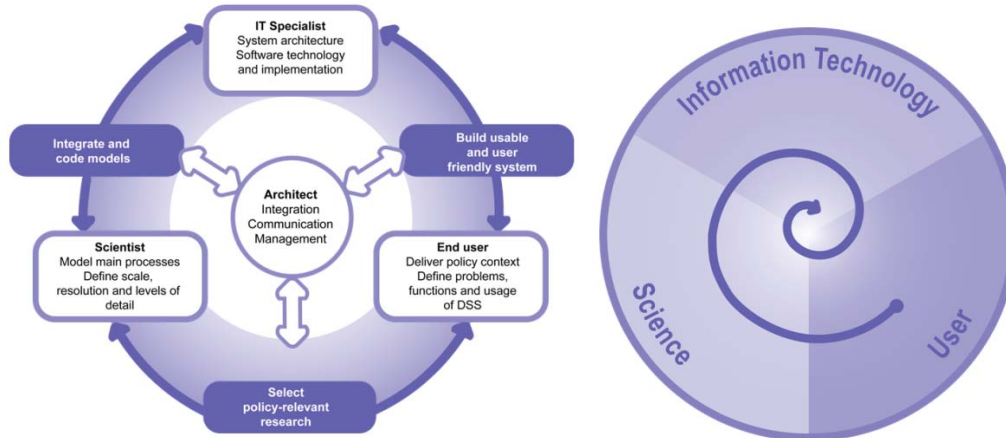 IT Specialist
System architecture
Software technology
and implementation
Integrate and
code models
Build usable
and user
friendly system
Architect
Integration
Communication
Management
Scientist
Model main processes
Define scale,
resolution and levels of
detail
End user
Deliver policy context
Define problems,
functions and usage
of DSS
Select
policy-relevant
research
Information Technology
Science
User